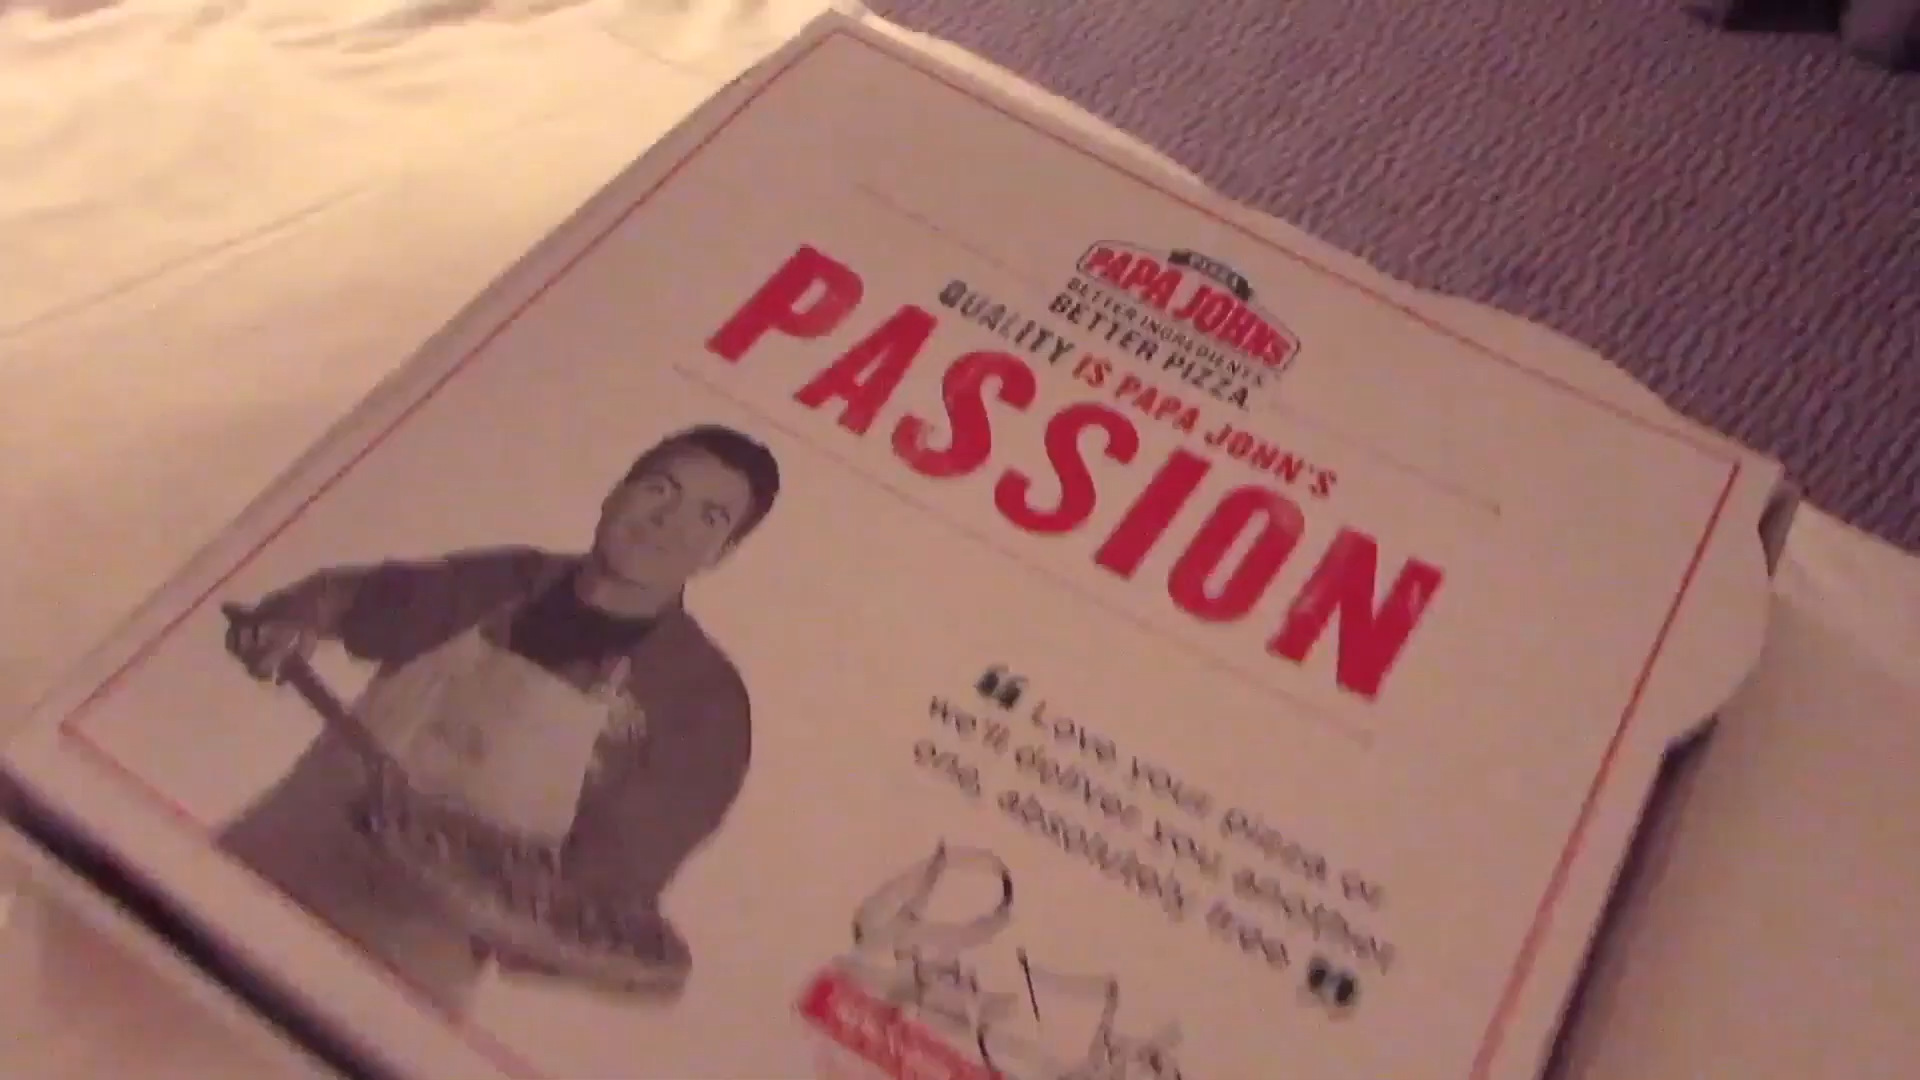 PAPA JOHNS
BETTER INGREDIENTS.
BETTER PIZZA.
QUALITY IS PAPA JOHN'S
PASSION
“ Love your pizza or
we'll deliver you another
one, absolutely free ”